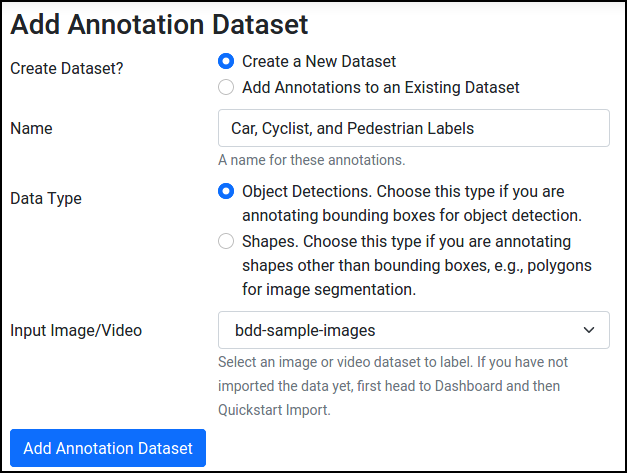 Add Annotation Dataset
Create Dataset?
Create a New Dataset
Add Annotations to an Existing Dataset
Name
Car, Cyclist, and Pedestrian Labels
A name for these annotations.
Data Type
Object Detections. Choose this type if you are
annotating bounding boxes for object detection.
Shapes. Choose this type if you are annotating
shapes other than bounding boxes, e.g., polygons
for image segmentation.
Input Image/Video
bdd-sample-images
Select an image or video dataset to label. If you have not
imported the data yet, first head to Dashboard and then
Quickstart Import.
Add Annotation Dataset